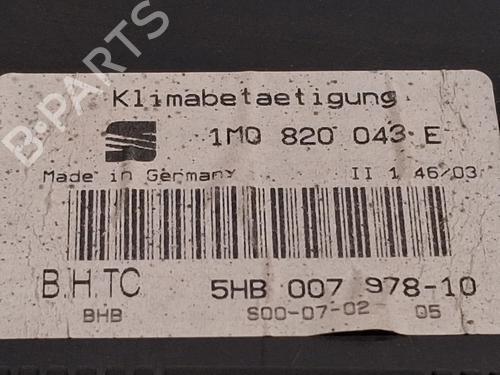 Klimabetaetigung
1M0 820 043 E
Made in Germany II 1 46/03
B.H.TC 5HB 007 978-10
BHB S00-07-02 05
B-PARTS